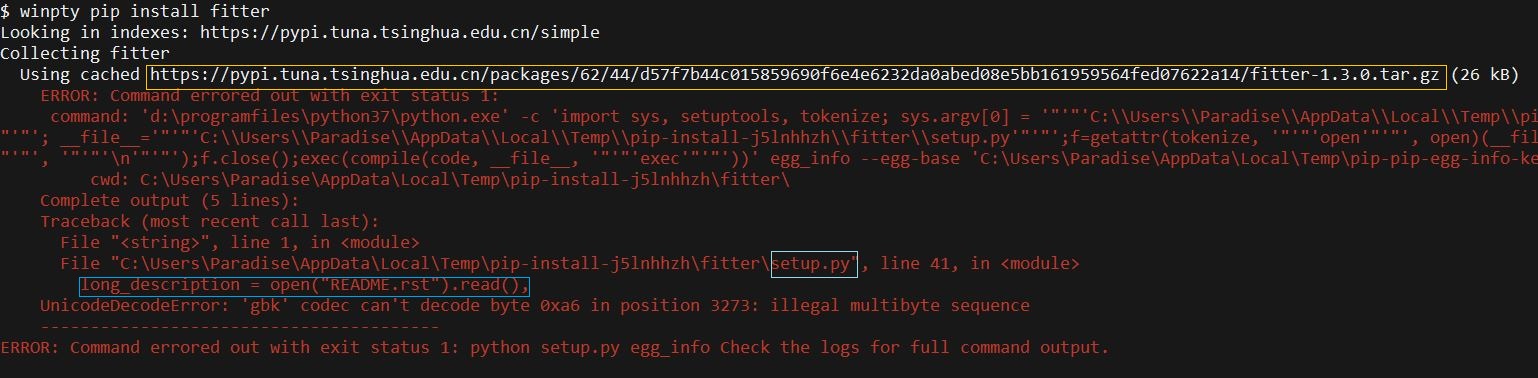 $ winpty pip install fitter
Looking in indexes: https://pypi.tuna.tsinghua.edu.cn/simple
Collecting fitter
Using cached https://pypi.tuna.tsinghua.edu.cn/packages/62/44/d57f7b44c015859690f6e4e6232da0abed08e5bb161959564fed07622a14/fitter-1.3.0.tar.gz (26 kB)
ERROR: Command errored out with exit status 1:
command: 'd:\programfiles\python37\python.exe' -c 'import sys, setuptools, tokenize; sys.argv[0] = '"'"'C:\\Users\\Paradise\\AppData\\Local\\Temp\\pi
"'"'; __file__='"'"'C:\\Users\\Paradise\\AppData\\Local\\Temp\\pip-install-j5lnhhzh\\fitter\\setup.py'"'"';f=getattr(tokenize, '"'"'open'"'"', open)(__fil
"'"', '"'"'\n'"'"');f.close();exec(compile(code, __file__, '"'"'exec'"'"'))' egg_info --egg-base 'C:\Users\Paradise\AppData\Local\Temp\pip-pip-egg-info-ke
cwd: C:\Users\Paradise\AppData\Local\Temp\pip-install-j5lnhhzh\fitter\
Complete output (5 lines):
Traceback (most recent call last):
File "<string>", line 1, in <module>
File "C:\Users\Paradise\AppData\Local\Temp\pip-install-j5lnhhzh\fitter\setup.py", line 41, in <module>
long_description = open("README.rst").read(),
UnicodeDecodeError: 'gbk' codec can't decode byte 0xa6 in position 3273: illegal multibyte sequence
----------------------------------------
ERROR: Command errored out with exit status 1: python setup.py egg_info Check the logs for full command output.